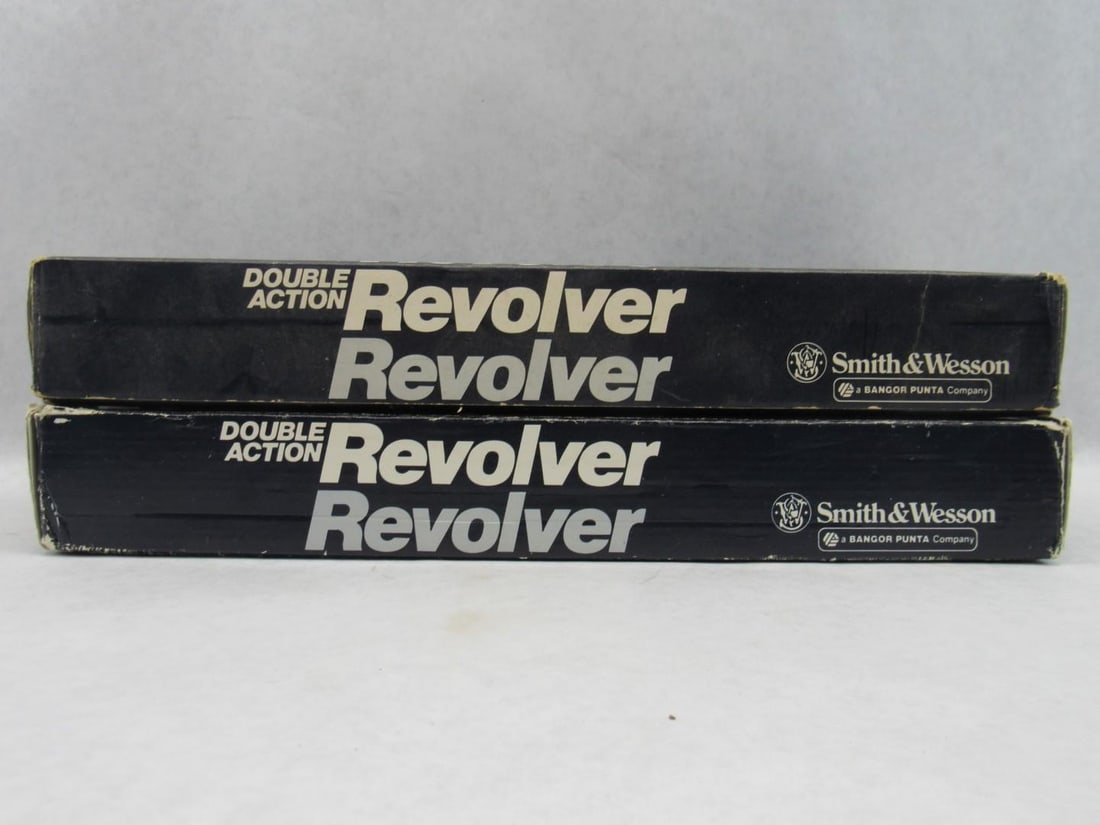 DOUBLE
ACTION Revolver
Revolver
Smith & Wesson
a BANGOR PUNTA Company
DOUBLE
ACTION Revolver
Revolver
Smith & Wesson
a BANGOR PUNTA Company